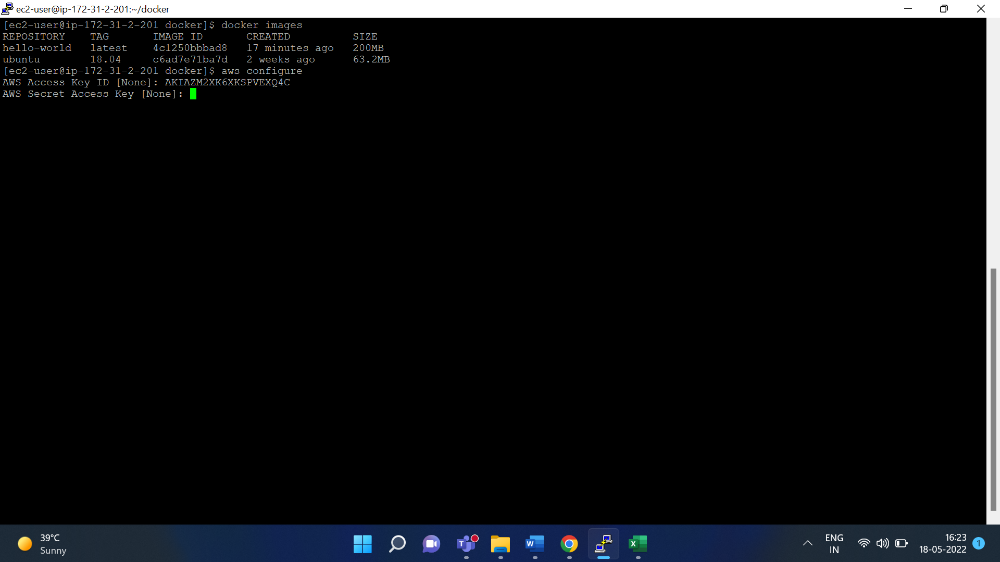 ec2-user@ip-172-31-2-201:~/docker
[ec2-user@ip-172-31-2-201 docker]$ docker images
REPOSITORY    TAG       IMAGE ID       CREATED          SIZE
hello-world   latest    4c1250bbbad8   17 minutes ago   200MB
ubuntu        18.04     c6ad7e71ba7d   2 weeks ago      63.2MB
[ec2-user@ip-172-31-2-201 docker]$ aws configure
AWS Access Key ID [None]: AKIAZM2XK6XKSPVEXQ4C
AWS Secret Access Key [None]:
39°C
Sunny
ENG
IN
16:23
18-05-2022
1